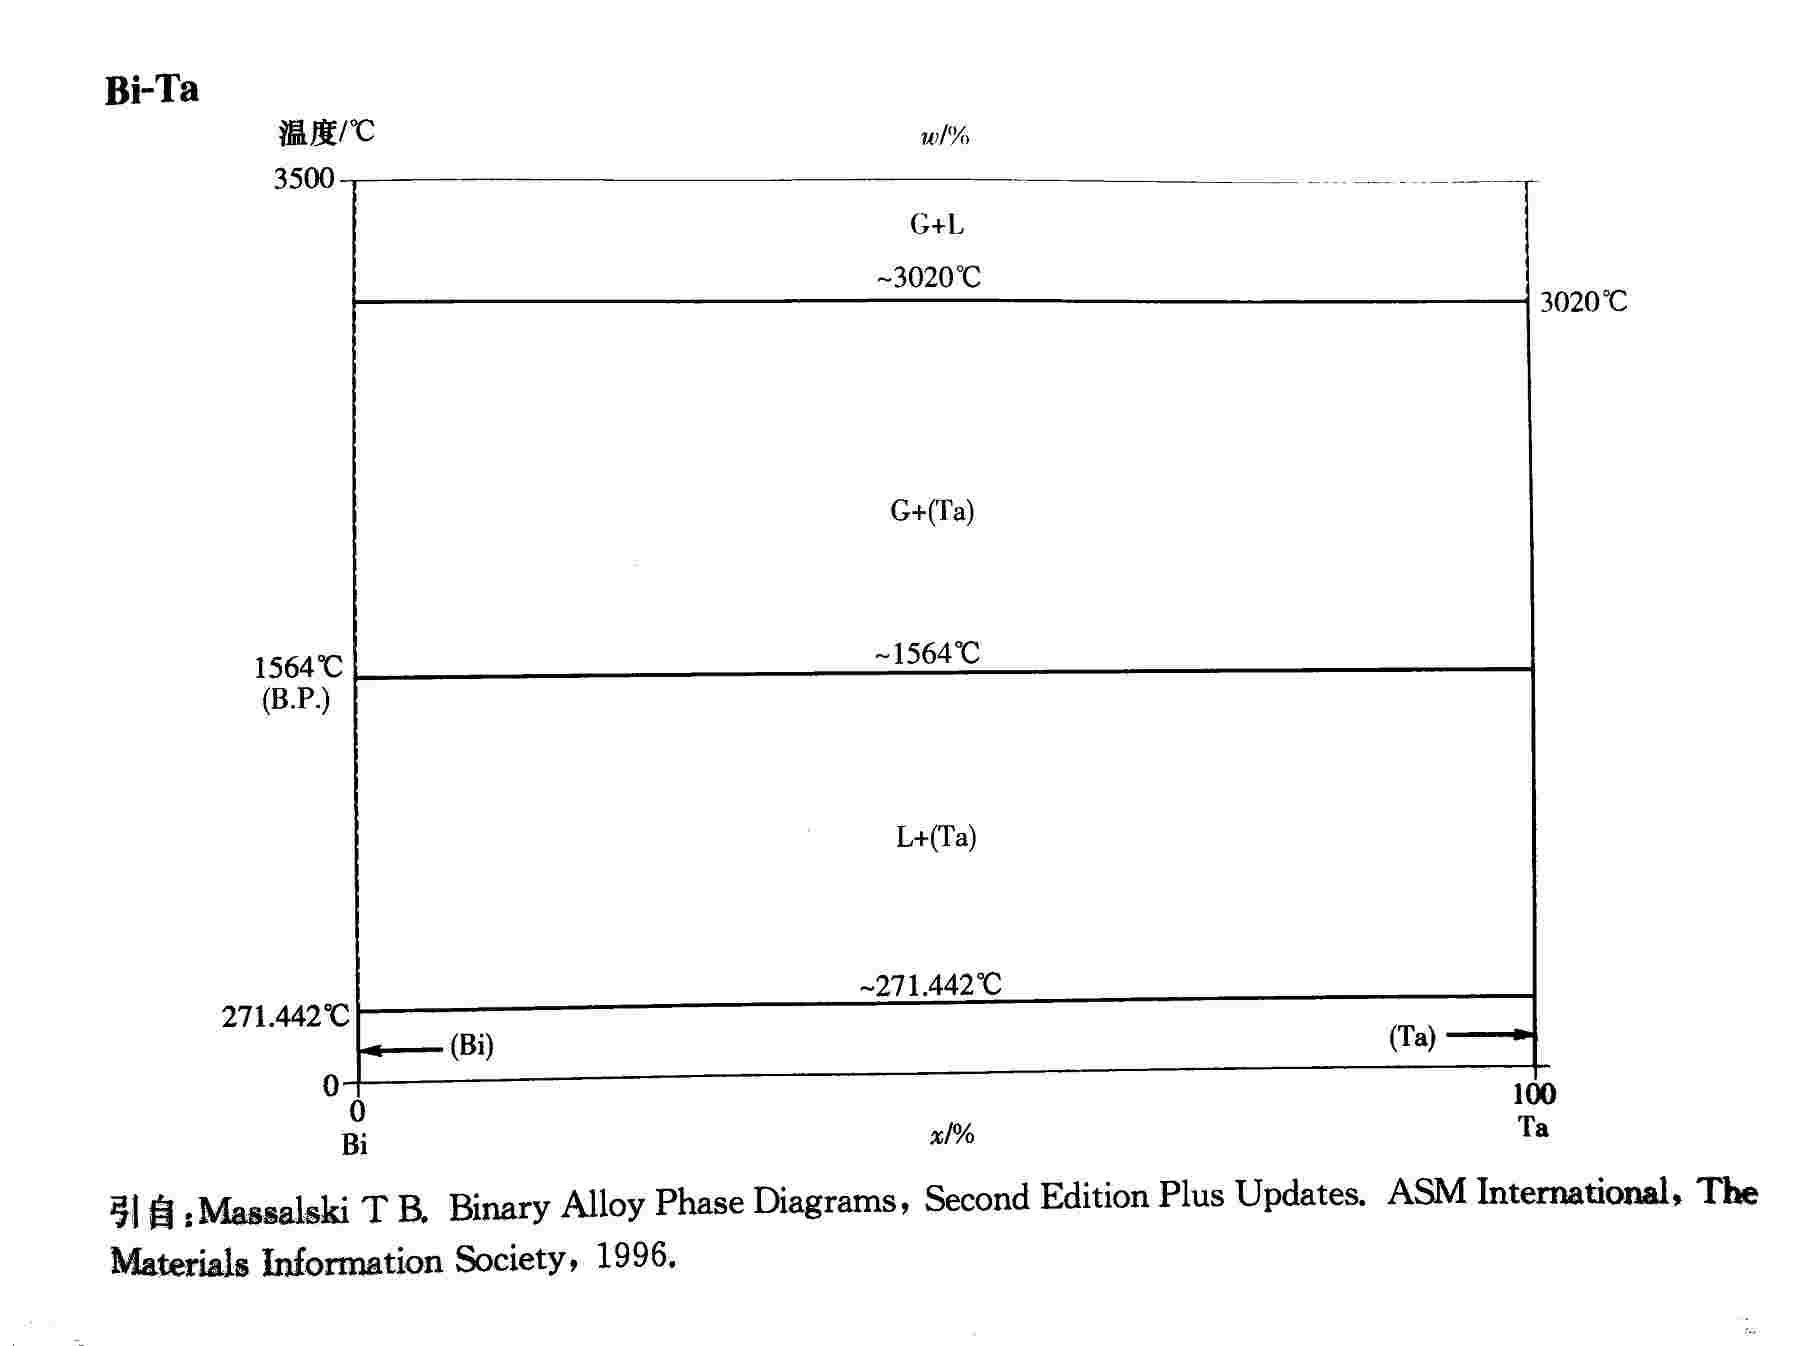 Bi-Ta
温度/℃
w/%
3500
G+L
~3020℃
3020℃
G+(Ta)
~1564℃
1564℃
(B.P.)
L+(Ta)
~271.442℃
271.442℃
(Bi)
(Ta)
0
0
100
Bi
x/%
Ta
引自:Massalski T B. Binary Alloy Phase Diagrams, Second Edition Plus Updates. ASM International, The
Materials Information Society, 1996.